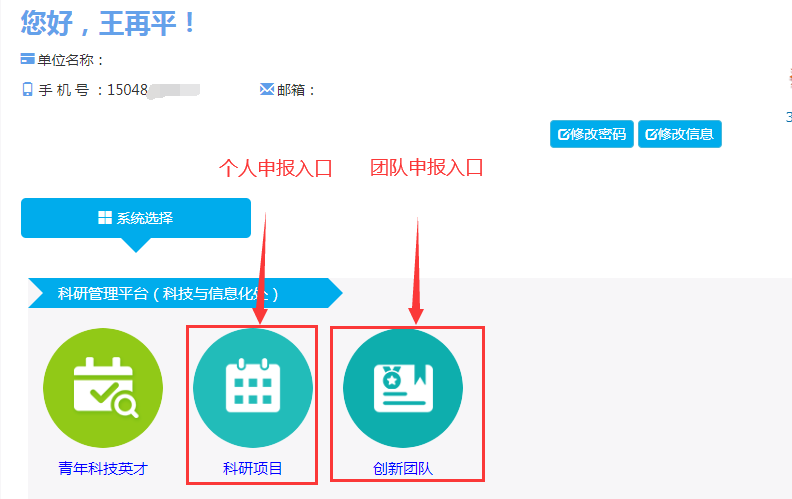 您好，王再平！
单位名称：
手 机 号 ：15048
邮箱：
修改密码
修改信息
个人申报入口
团队申报入口
系统选择
科研管理平台（科技与信息化处）
青年科技英才
科研项目
创新团队